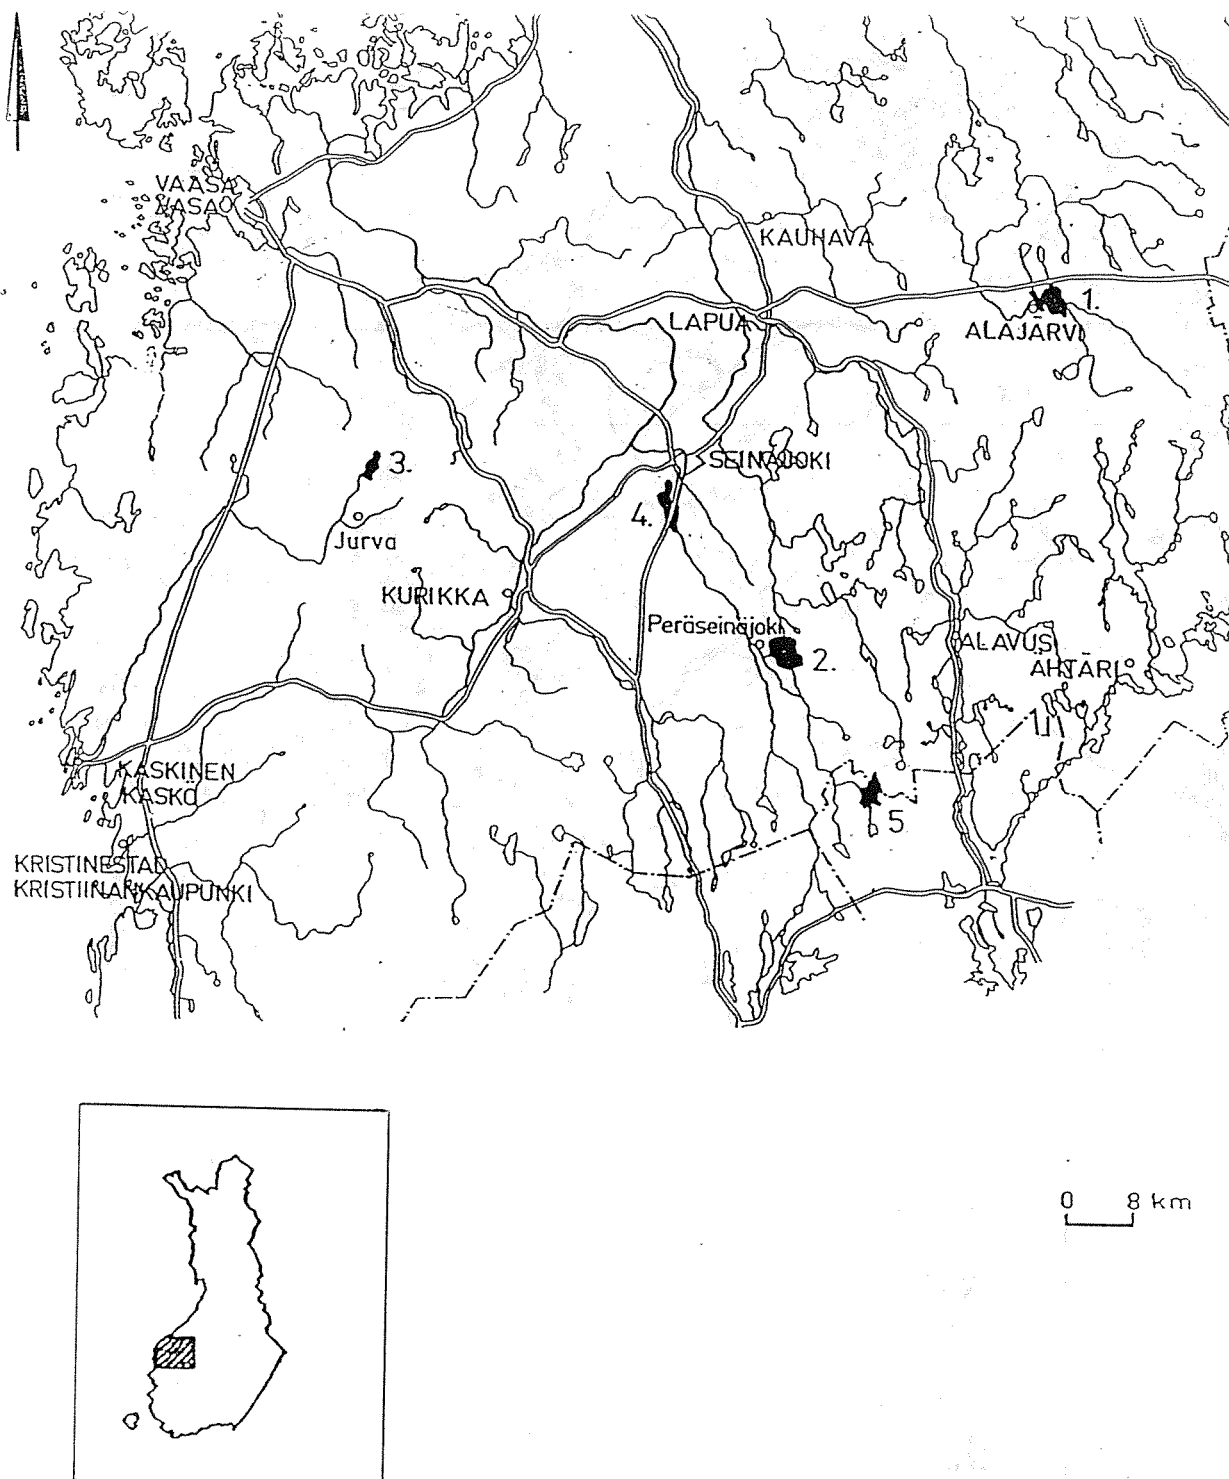 VAASA
VASA
KAUHAVA
LAPUA
1.
ALAJÄRVI
3.
SEINÄJOKI
4.
Jurva
KURIKKA
Peräseinäjoki
2.
ALAVUS
ÄHTÄRI
KASKINEN
KASKÖ
5
KRISTINESTAD
KRISTIINANKAUPUNKI
0 8 km